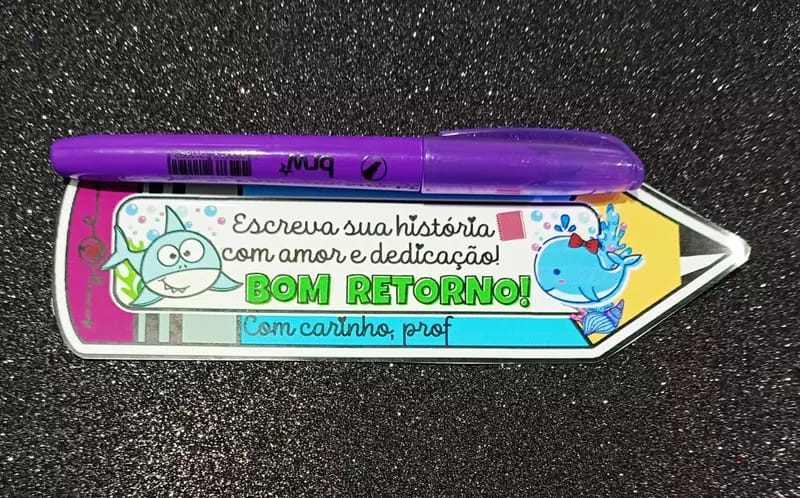 brw
Escreva sua história
com amor e dedicação!
BOM RETORNO!
Com carinho, prof